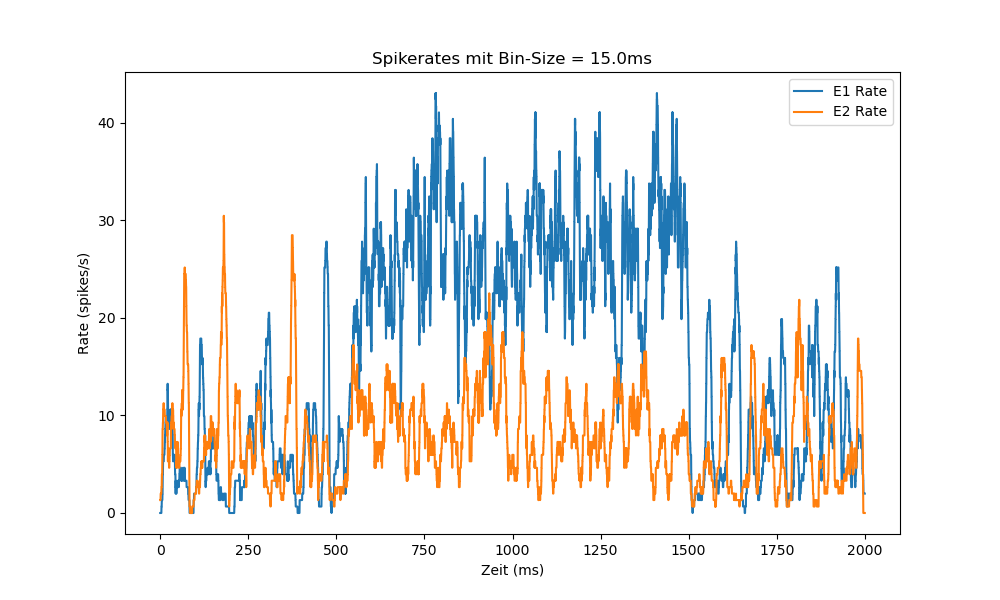 Spikerates mit Bin-Size = 15.0ms
E1 Rate
E2 Rate
Rate (spikes/s)
40
30
20
10
0
0 250 500 750 1000 1250 1500 1750 2000
Zeit (ms)